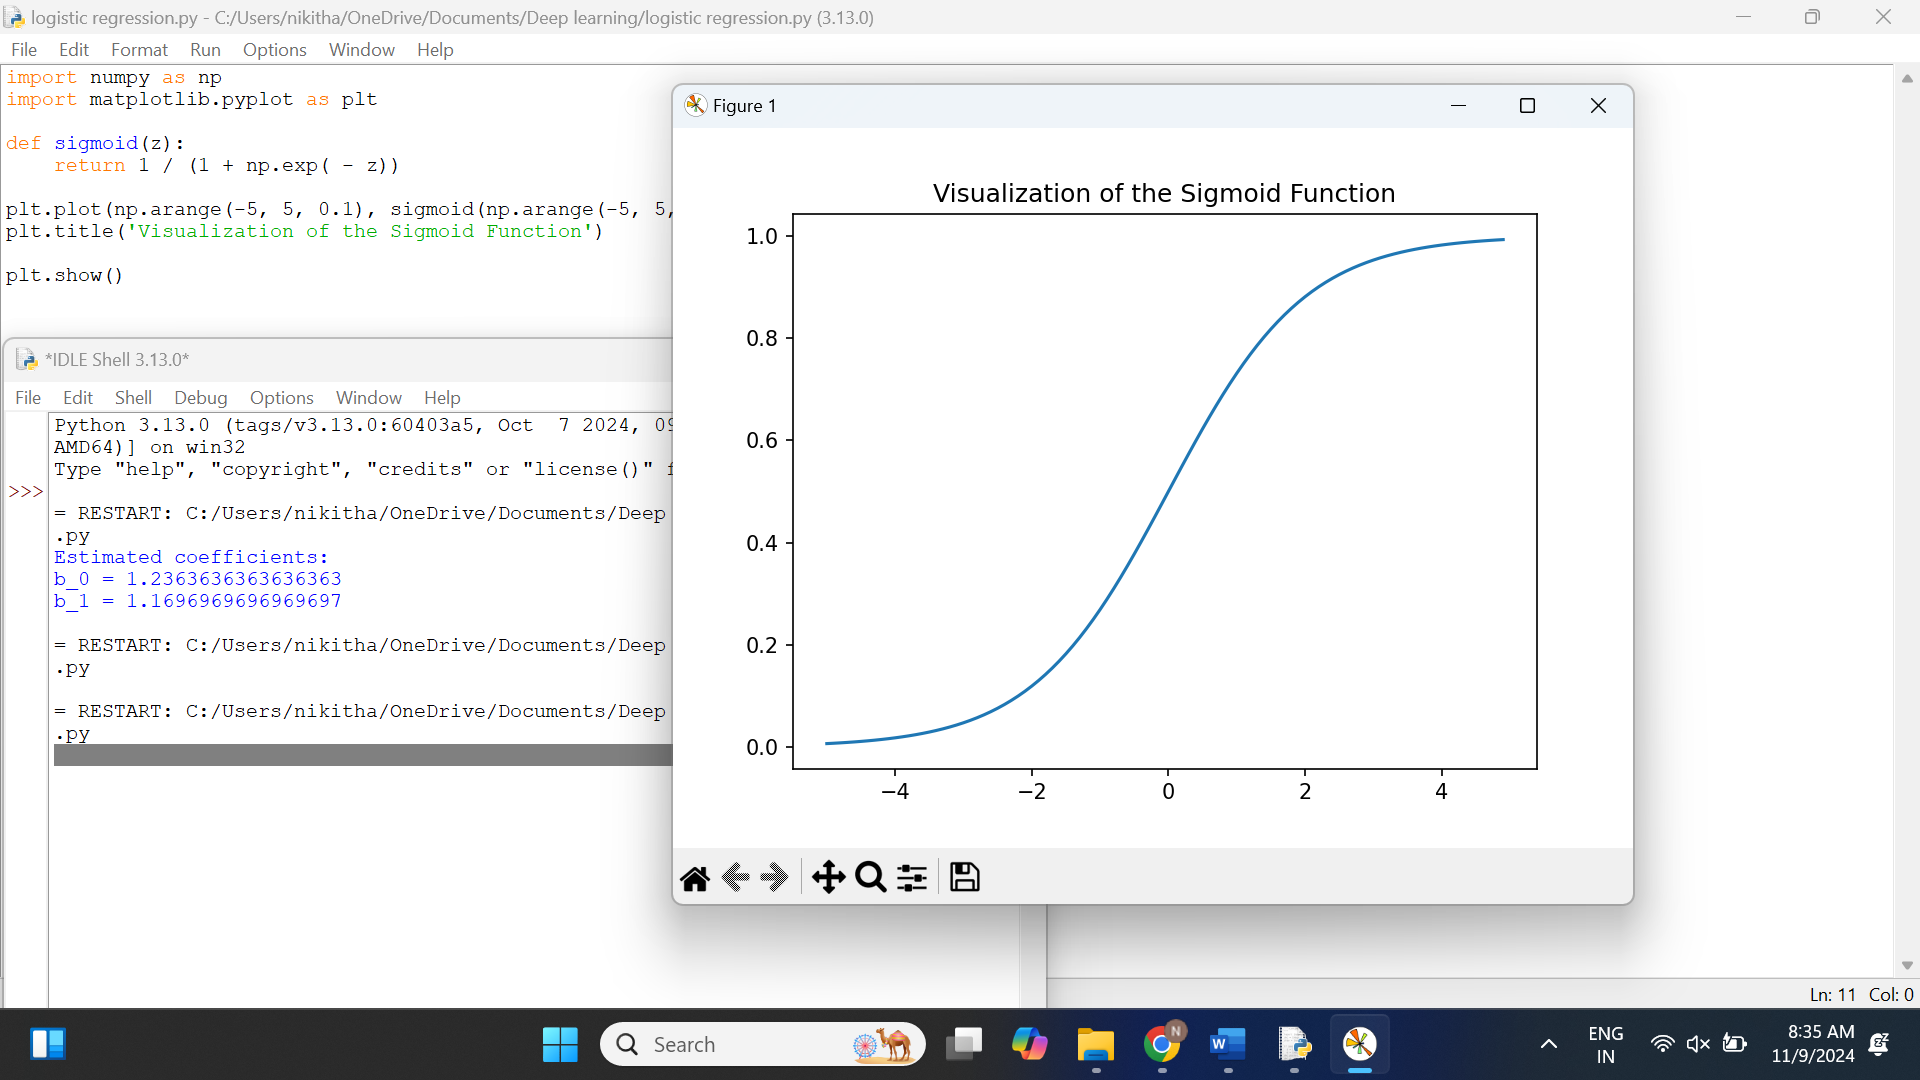 logistic regression.py - C:/Users/nikitha/OneDrive/Documents/Deep learning/logistic regression.py (3.13.0)
File Edit Format Run Options Window Help
import numpy as np
import matplotlib.pyplot as plt
def sigmoid(z):
    return 1 / (1 + np.exp( - z))
plt.plot(np.arange(-5, 5, 0.1), sigmoid(np.arange(-5, 5,
plt.title('Visualization of the Sigmoid Function')
plt.show()
*IDLE Shell 3.13.0*
File Edit Shell Debug Options Window Help
Python 3.13.0 (tags/v3.13.0:60403a5, Oct  7 2024, 09
AMD64)] on win32
Type "help", "copyright", "credits" or "license()" f
>>>
= RESTART: C:/Users/nikitha/OneDrive/Documents/Deep
.py
Estimated coefficients:
b_0 = 1.2363636363636363
b_1 = 1.1696969696969697
= RESTART: C:/Users/nikitha/OneDrive/Documents/Deep
.py
= RESTART: C:/Users/nikitha/OneDrive/Documents/Deep
.py
Figure 1
Visualization of the Sigmoid Function
1.0
0.8
0.6
0.4
0.2
0.0
−4 −2 0 2 4
Ln: 11 Col: 0
Search
N
W
ENG
IN
8:35 AM
11/9/2024